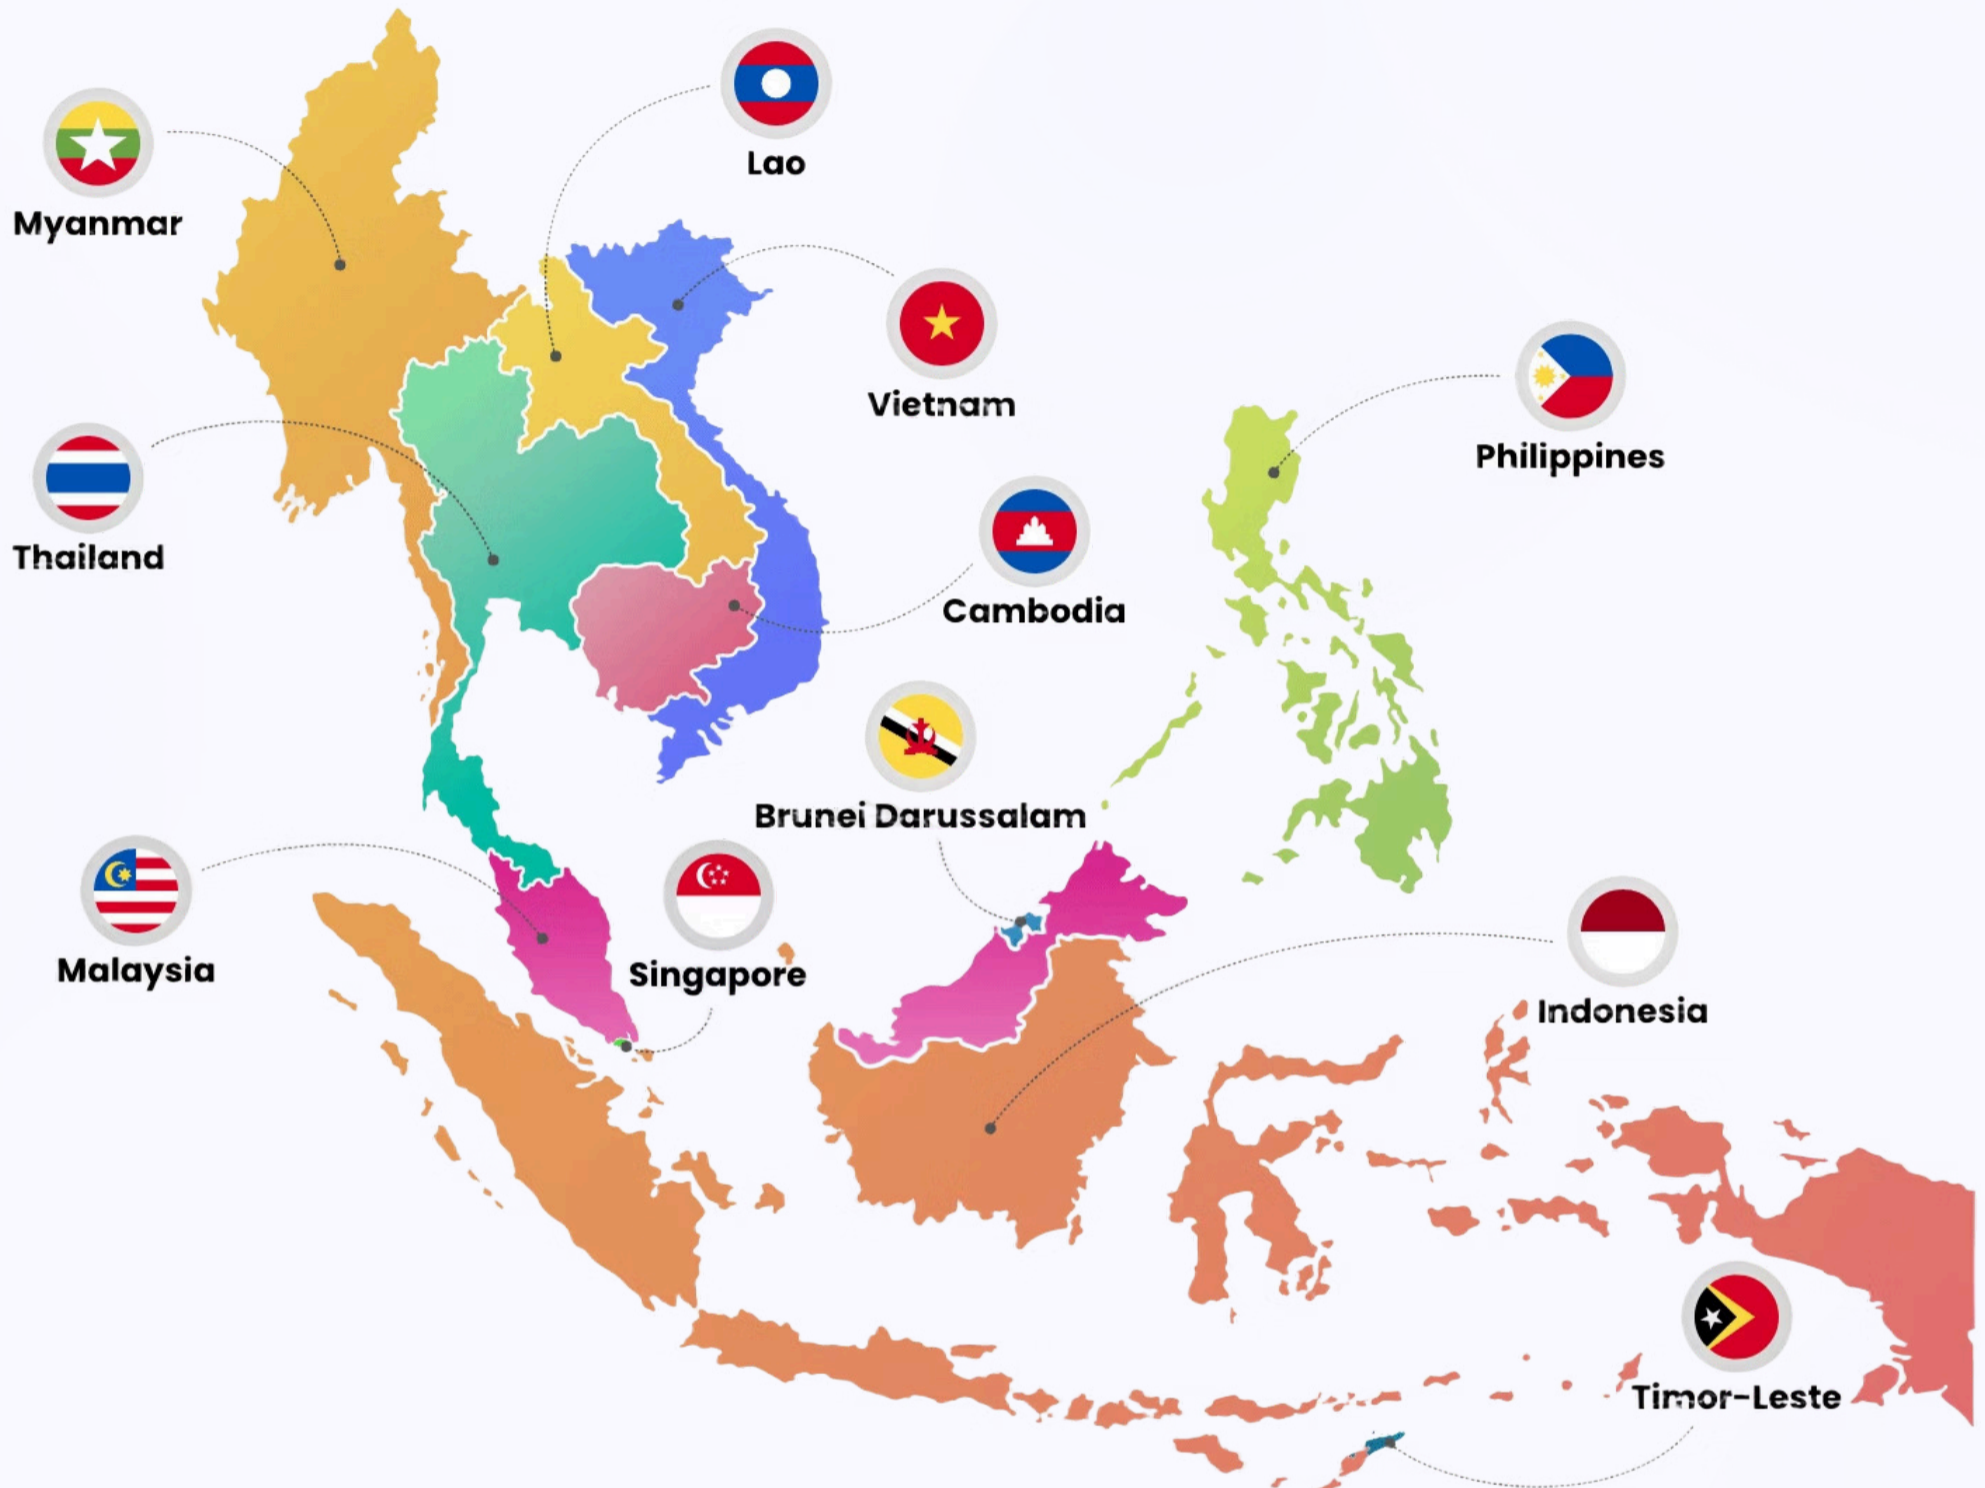 Lao
Myanmar
Vietnam
Philippines
Thailand
Cambodia
Brunei Darussalam
Malaysia
Singapore
Indonesia
Timor-Leste